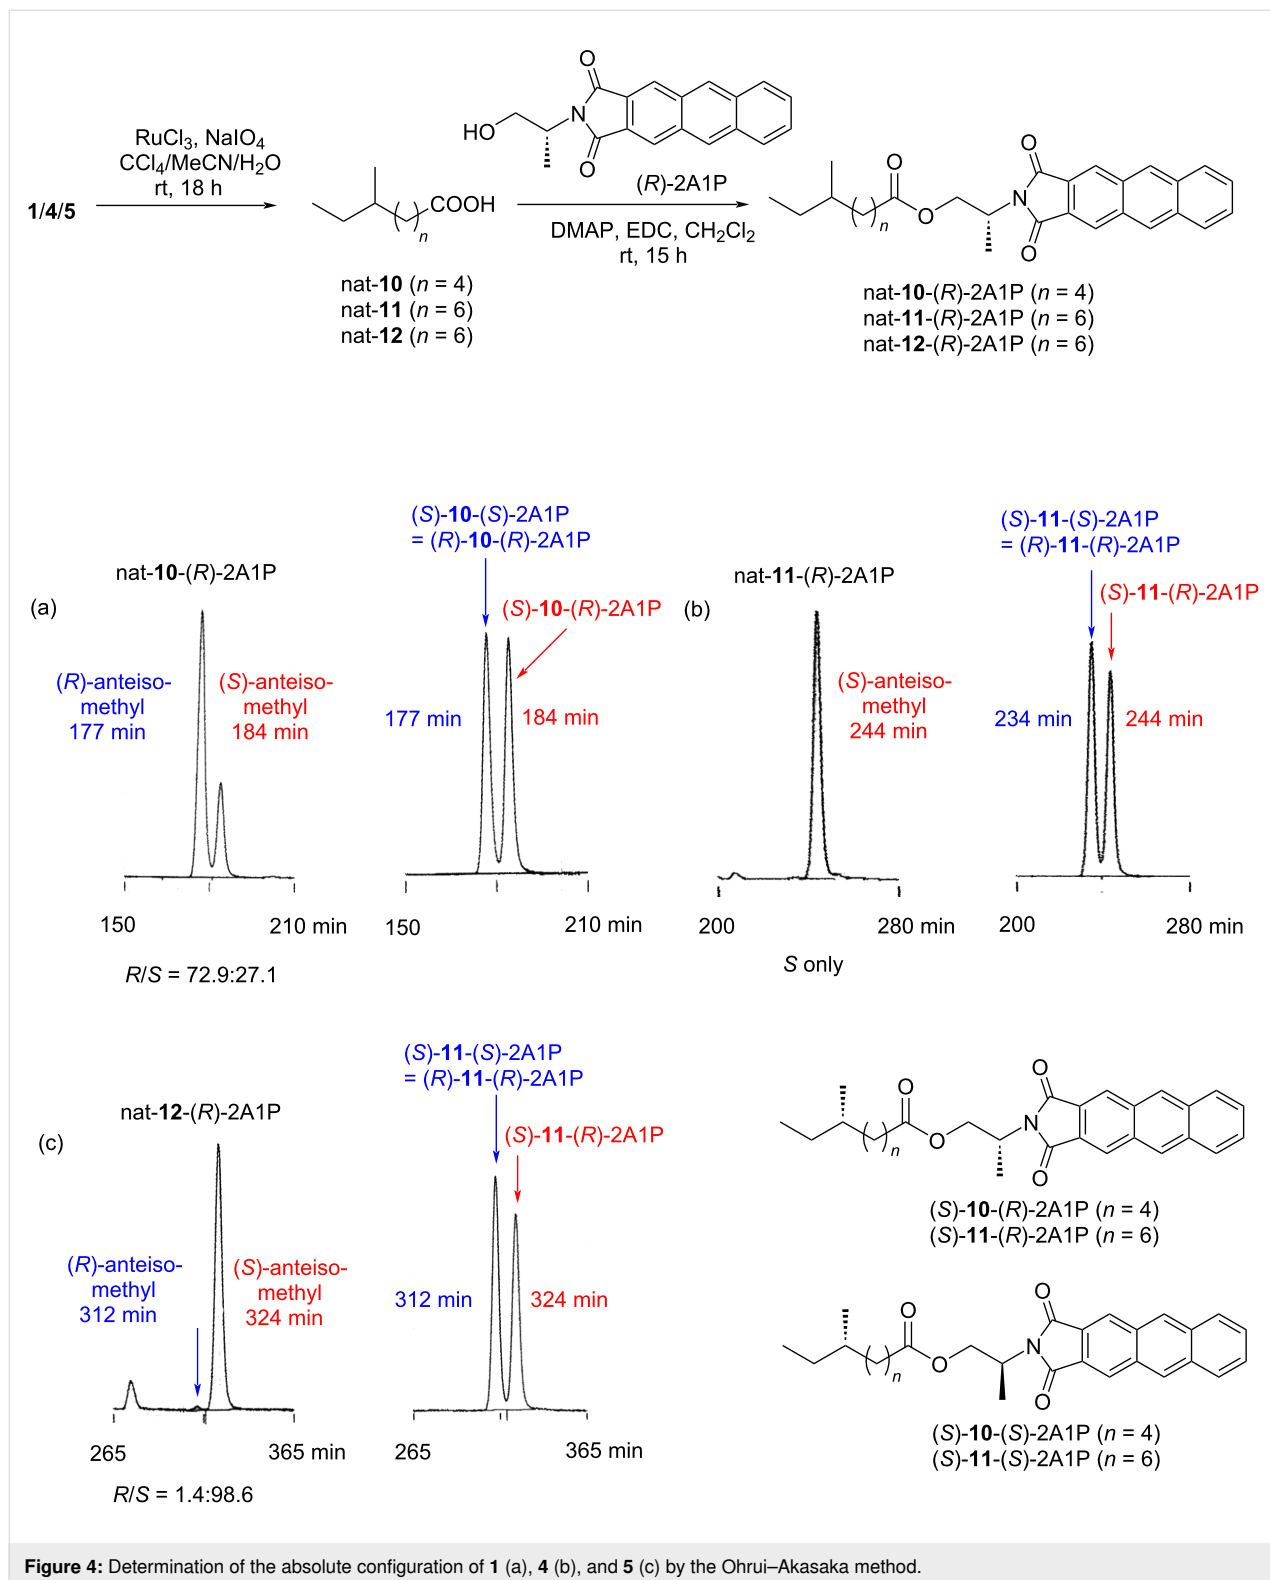 RuCl3, NaIO4
CCl4/MeCN/H2O
rt, 18 h
1/4/5
COOH
n
nat-10 (n = 4)
nat-11 (n = 6)
nat-12 (n = 6)
O
HO
N
O
(R)-2A1P
DMAP, EDC, CH2Cl2
rt, 15 h
O
O
N
O
n
O
nat-10-(R)-2A1P (n = 4)
nat-11-(R)-2A1P (n = 6)
nat-12-(R)-2A1P (n = 6)
(a)
nat-10-(R)-2A1P
(R)-anteiso-
methyl
177 min
(S)-anteiso-
methyl
184 min
150
210 min
R/S = 72.9:27.1
(S)-10-(S)-2A1P
= (R)-10-(R)-2A1P
(S)-10-(R)-2A1P
177 min
184 min
150
210 min
(b)
nat-11-(R)-2A1P
(S)-anteiso-
methyl
244 min
200
280 min
S only
(S)-11-(S)-2A1P
= (R)-11-(R)-2A1P
(S)-11-(R)-2A1P
234 min
244 min
200
280 min
(c)
nat-12-(R)-2A1P
(R)-anteiso-
methyl
312 min
(S)-anteiso-
methyl
324 min
265
365 min
R/S = 1.4:98.6
(S)-11-(S)-2A1P
= (R)-11-(R)-2A1P
(S)-11-(R)-2A1P
312 min
324 min
265
365 min
O
O
N
O
n
O
(S)-10-(R)-2A1P (n = 4)
(S)-11-(R)-2A1P (n = 6)
O
O
N
O
n
O
(S)-10-(S)-2A1P (n = 4)
(S)-11-(S)-2A1P (n = 6)
Figure 4: Determination of the absolute configuration of 1 (a), 4 (b), and 5 (c) by the Ohrui–Akasaka method.